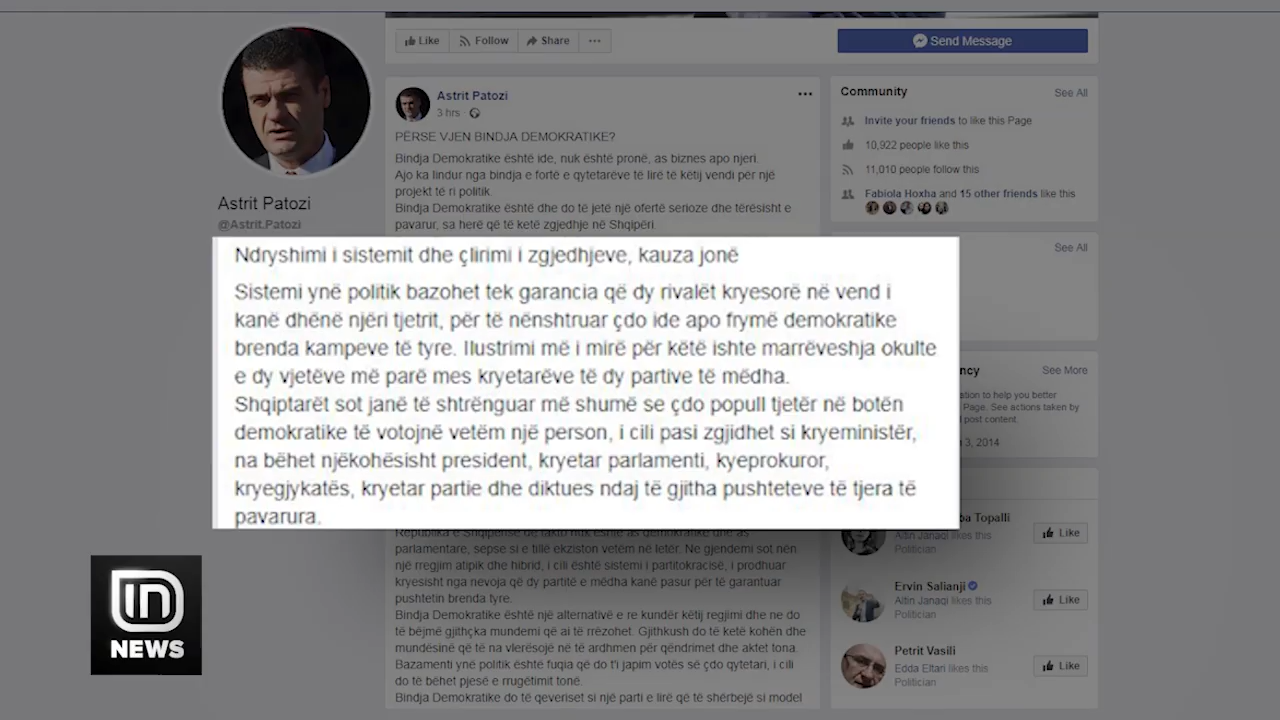 Like
Follow
Share
Send Message
Astrit Patozi
@Astrit.Patozi
Astrit Patozi
3 hrs
PËRSE VJEN BINDJA DEMOKRATIKE?
Bindja Demokratike është ide, nuk është pronë, as biznes apo njeri.
Ajo ka lindur nga bindja e fortë e qytetarëve të lirë të këtij vendi për një
projekt të ri politik.
Bindja Demokratike është dhe do të jetë një ofertë serioze dhe tërësisht e
pavarur, sa herë që të ketë zgjedhje në Shqipëri.
Ndryshimi i sistemit dhe çlirimi i zgjedhjeve, kauza jonë
Sistemi ynë politik bazohet tek garancia që dy rivalët kryesorë në vend i
kanë dhënë njëri tjetrit, për të nënshtruar çdo ide apo frymë demokratike
brenda kampeve të tyre. Ilustrimi më i mirë për këtë ishte marrëveshja okulte
e dy vjetëve më parë mes kryetarëve të dy partive të mëdha.
Shqiptarët sot janë të shtrënguar më shumë se çdo popull tjetër në botën
demokratike të votojnë vetëm një person, i cili pasi zgjidhet si kryeministër,
na bëhet njëkohësisht president, kryetar parlamenti, kyeprokuror,
kryegjykatës, kryetar partie dhe diktues ndaj të gjitha pushteteve të tjera të
pavarura.
Republika e Shqipërisë de fakto nuk është as demokratike dhe as
parlamentare, sepse si e tillë ekziston vetëm në letër. Ne gjendemi sot nën
një rregjim atipik dhe hibrid, i cili është sistemi i partitokracisë, i prodhuar
kryesisht nga nevoja që dy partitë e mëdha kanë pasur për të garantuar
pushtetin brenda tyre.
Bindja Demokratike është një alternativë e re kundër këtij regjimi dhe ne do
të bëjmë gjithçka mundemi që ai të rrëzohet. Gjithkush do të ketë kohën dhe
mundësinë që të na vlerësojë në të ardhmen për qëndrimet dhe aktet tona.
Bazamenti ynë politik është fuqia që do t'i japim votës së çdo qytetari, i cili
do të bëhet pjesë e rrugëtimit tonë.
Bindja Demokratike do të qeveriset si një parti e lirë që të shërbejë si model
Community
See All
Invite your friends to like this Page
10,922 people like this
11,010 people follow this
Fabiola Hoxha and 15 other friends like this
See All
ncy
See More
ation to help you better
Page. See actions taken by
post content.
3, 2014
Topalli
Altin Janaqi likes this
Politician
Like
Ervin Salianji
Altin Janaqi likes this
Politician
Like
Petrit Vasili
Edda Eltari likes this
Politician
Like
IN
NEWS